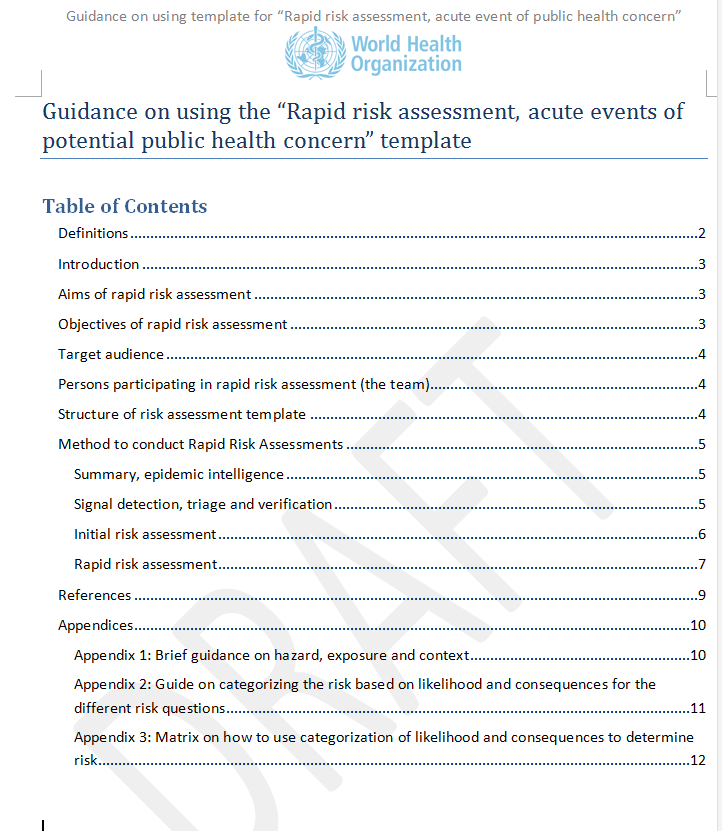 Guidance on using template for “Rapid risk assessment, acute event of public health concern”
World Health
Organization
Guidance on using the “Rapid risk assessment, acute events of
potential public health concern” template
Table of Contents
Definitions........................................2
Introduction........................................3
Aims of rapid risk assessment........................................3
Objectives of rapid risk assessment........................................3
Target audience........................................4
Persons participating in rapid risk assessment (the team)........................................4
Structure of risk assessment template........................................4
Method to conduct Rapid Risk Assessments........................................5
Summary, epidemic intelligence........................................5
Signal detection, triage and verification........................................5
Initial risk assessment........................................6
Rapid risk assessment........................................7
References........................................9
Appendices........................................10
Appendix 1: Brief guidance on hazard, exposure and context........................................10
Appendix 2: Guide on categorizing the risk based on likelihood and consequences for the
different risk questions........................................11
Appendix 3: Matrix on how to use categorization of likelihood and consequences to determine
risk........................................12
DRAFT